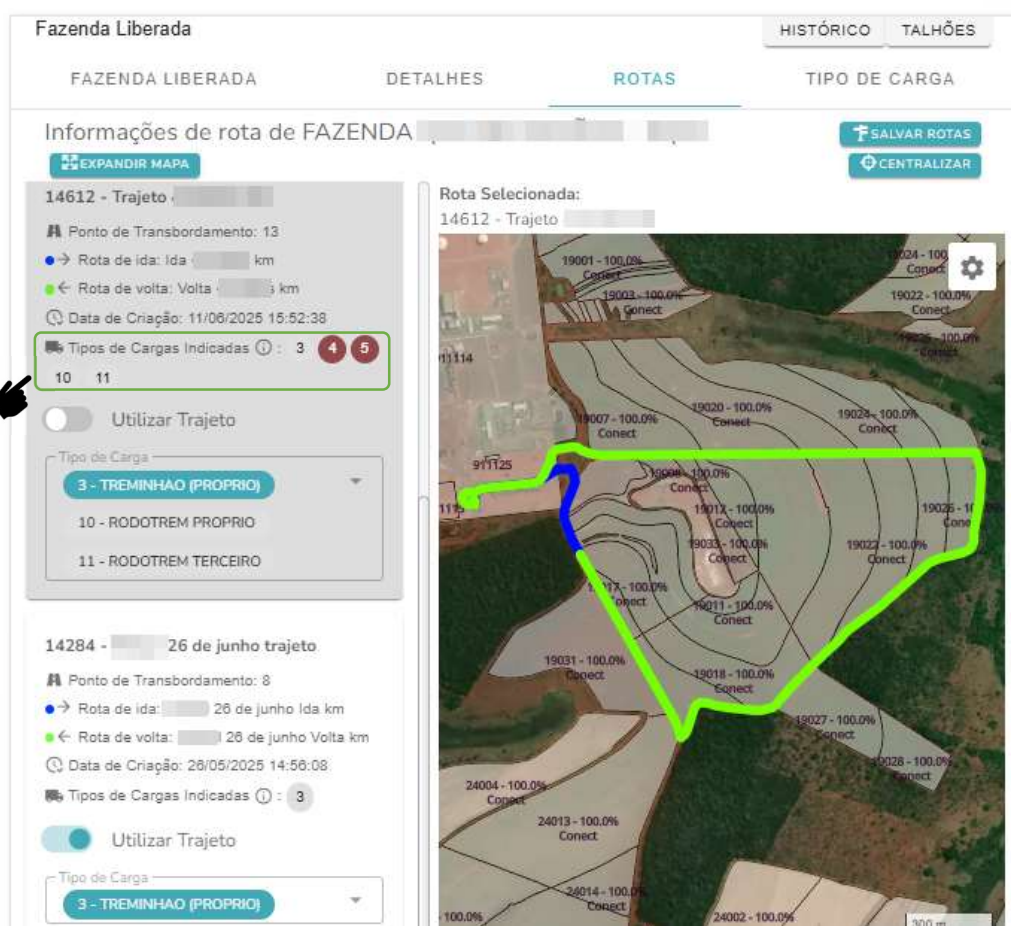 Fazenda Liberada
HISTÓRICO TALHÕES
FAZENDA LIBERADA DETALHES ROTAS TIPO DE CARGA
Informações de rota de FAZENDA
SALVAR ROTAS
EXPANDIR MAPA
CENTRALIZAR
14612 - Trajeto
Ponto de Transbordamento: 13
Rota de ida: Ida km
Rota de volta: Volta km
Data de Criação: 11/06/2025 15:52:38
Tipos de Cargas Indicadas : 3 4 5
10 11
Utilizar Trajeto
Tipo de Carga
3 - TREMINHAO (PROPRIO)
10 - RODOTREM PROPRIO
11 - RODOTREM TERCEIRO
14284 - 26 de junho trajeto
Ponto de Transbordamento: 8
Rota de ida: 26 de junho Ida km
Rota de volta: 26 de junho Volta km
Data de Criação: 26/05/2025 14:56:08
Tipos de Cargas Indicadas : 3
Utilizar Trajeto
Tipo de Carga
3 - TREMINHAO (PROPRIO)
Rota Selecionada:
14612 - Trajeto
19001 - 100.0%
Conect
19003 - 100.0%
Conect
Conect
19022 - 100.0%
Conect
Conect
911114
19007 - 100.0%
Conect
19020 - 100.0%
Conect
19024 - 100.0%
Conect
911125
Conect
19012 - 100.0%
Conect
19033 - 100.0%
Conect
19022 - 100.0%
Conect
19011 - 100.0%
Conect
19031 - 100.0%
Conect
19018 - 100.0%
Conect
19027 - 100.0%
Conect
19028 - 100.0%
Conect
24004 - 100.0%
Conect
24013 - 100.0%
Conect
24014 - 100.0%
Conect
24002 - 100.0%
300 m